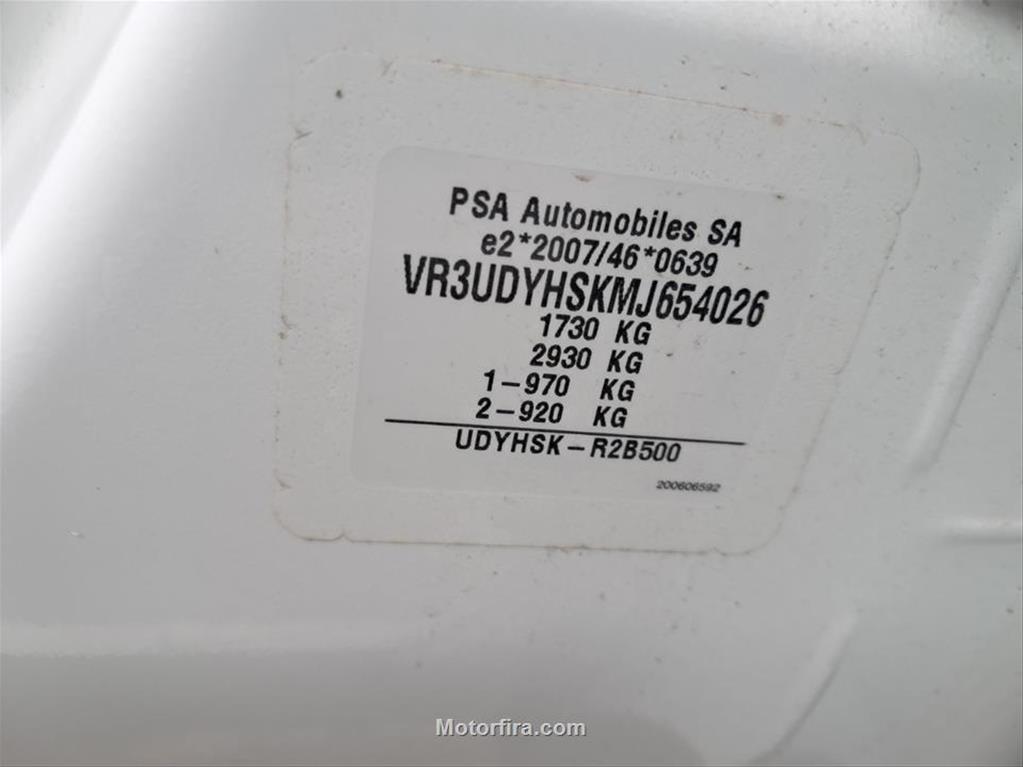 PSA Automobiles SA
e2*2007/46*0639
VR3UDYHSKMJ654026
1730 KG
2930 KG
1-970 KG
2-920 KG
UDYHSK-R2B500
200606592
Motorfira.com